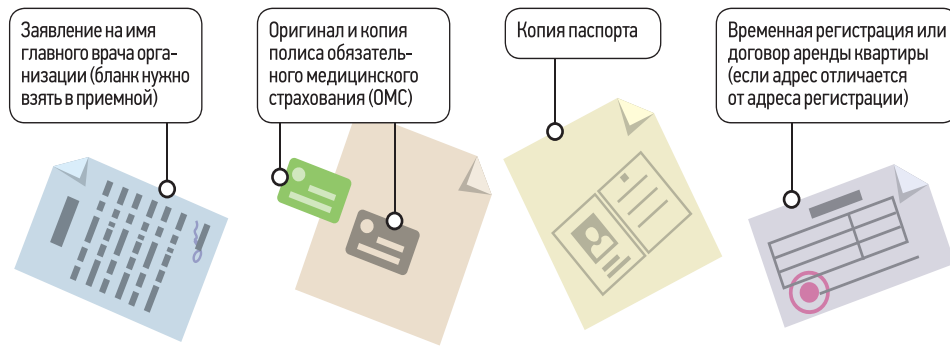 Заявление на имя
главного врача орга-
низации (бланк нужно
взять в приемной)
Оригинал и копия
полиса обязатель-
ного медицинского
страхования (ОМС)
Копия паспорта
Временная регистрация или
договор аренды квартиры
(если адрес отличается
от адреса регистрации)